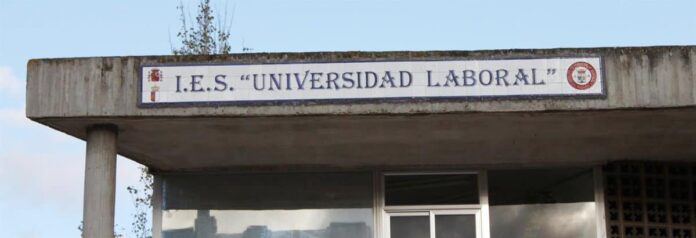 I.E.S. "UNIVERSIDAD LABORAL"